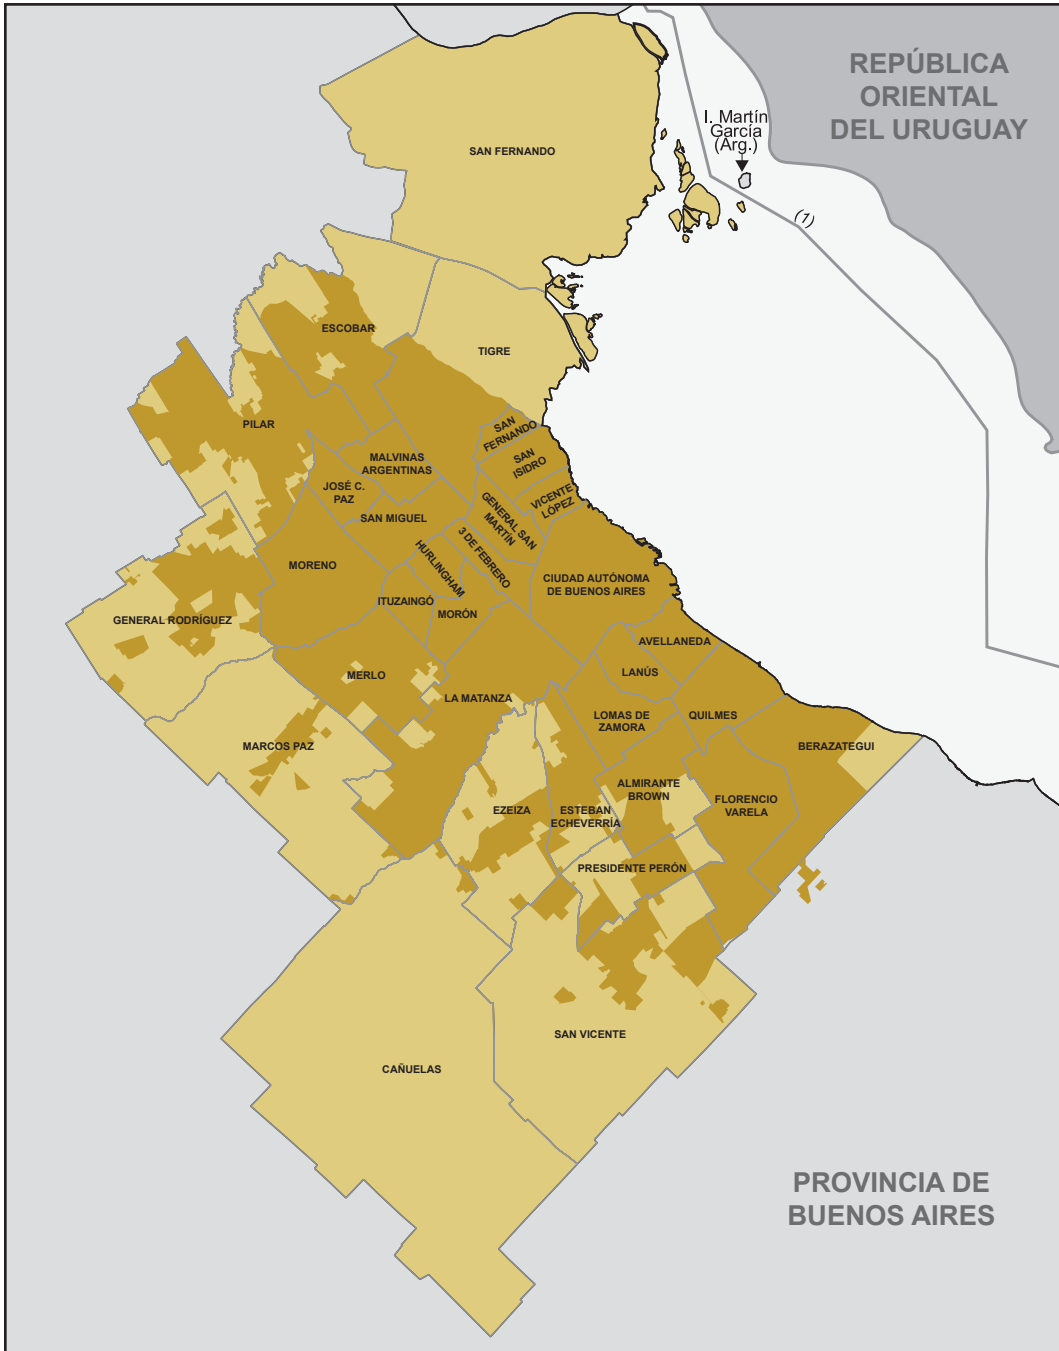 REPÚBLICA
ORIENTAL
DEL URUGUAY
I. Martín
García
(Arg.)
(1)
SAN FERNANDO
ESCOBAR
TIGRE
PILAR
SAN
FERNANDO
MALVINAS
ARGENTINAS
SAN
ISIDRO
JOSÉ C.
PAZ
VICENTE
LÓPEZ
GENERAL SAN
MARTÍN
SAN MIGUEL
3 DE FEBRERO
HURLINGHAM
MORENO
CIUDAD AUTÓNOMA
DE BUENOS AIRES
ITUZAINGÓ
MORÓN
GENERAL RODRÍGUEZ
AVELLANEDA
MERLO
LANÚS
LA MATANZA
LOMAS DE
ZAMORA
QUILMES
MARCOS PAZ
BERAZATEGUI
ALMIRANTE
BROWN
EZEIZA
ESTEBAN
ECHEVERRÍA
FLORENCIO
VARELA
PRESIDENTE PERÓN
SAN VICENTE
CAÑUELAS
PROVINCIA DE
BUENOS AIRES